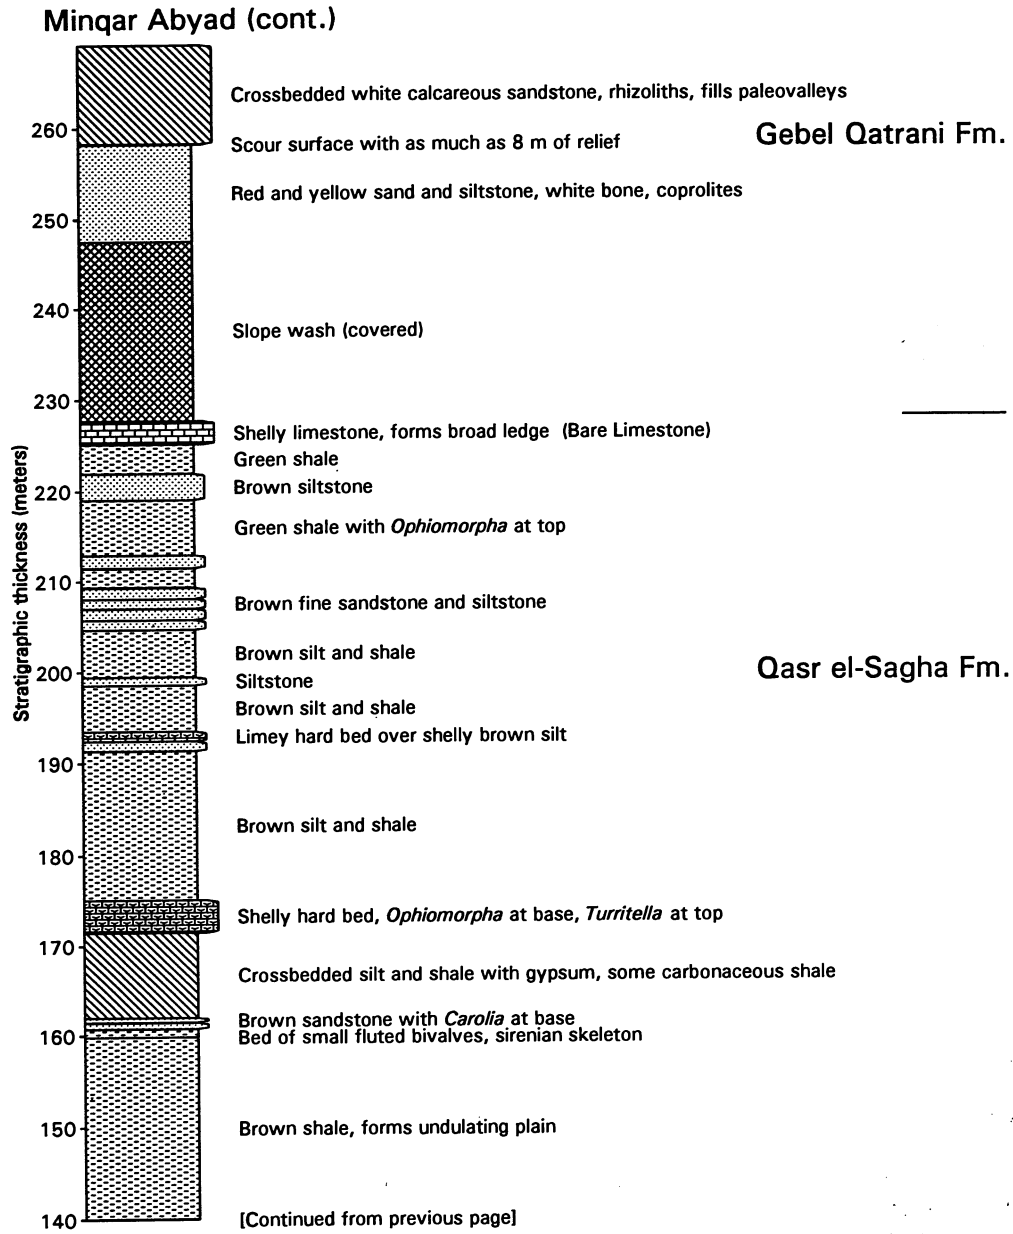 Minqar Abyad (cont.)
Crossbedded white calcareous sandstone, rhizoliths, fills paleovalleys
260
Gebel Qatrani Fm.
Scour surface with as much as 8 m of relief
Red and yellow sand and siltstone, white bone, coprolites
250
240
Slope wash (covered)
230
Shelly limestone, forms broad ledge (Bare Limestone)
Green shale
Brown siltstone
220
Green shale with Ophiomorpha at top
210
Brown fine sandstone and siltstone
Stratigraphic thickness (meters)
Brown silt and shale
200
Qasr el-Sagha Fm.
Siltstone
Brown silt and shale
Limey hard bed over shelly brown silt
190
Brown silt and shale
180
Shelly hard bed, Ophiomorpha at base, Turritella at top
170
Crossbedded silt and shale with gypsum, some carbonaceous shale
Brown sandstone with Carolia at base
160
Bed of small fluted bivalves, sirenian skeleton
150
Brown shale, forms undulating plain
140
[Continued from previous page]